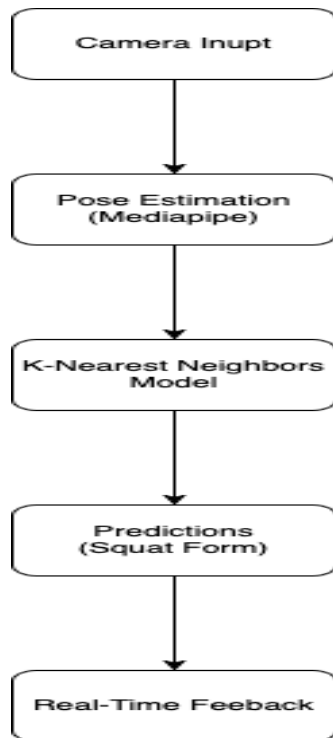 Camera Inupt
Pose Estimation
(Mediapipe)
K-Nearest Neighbors
Model
Predictions
(Squat Form)
Real-Time Feeback